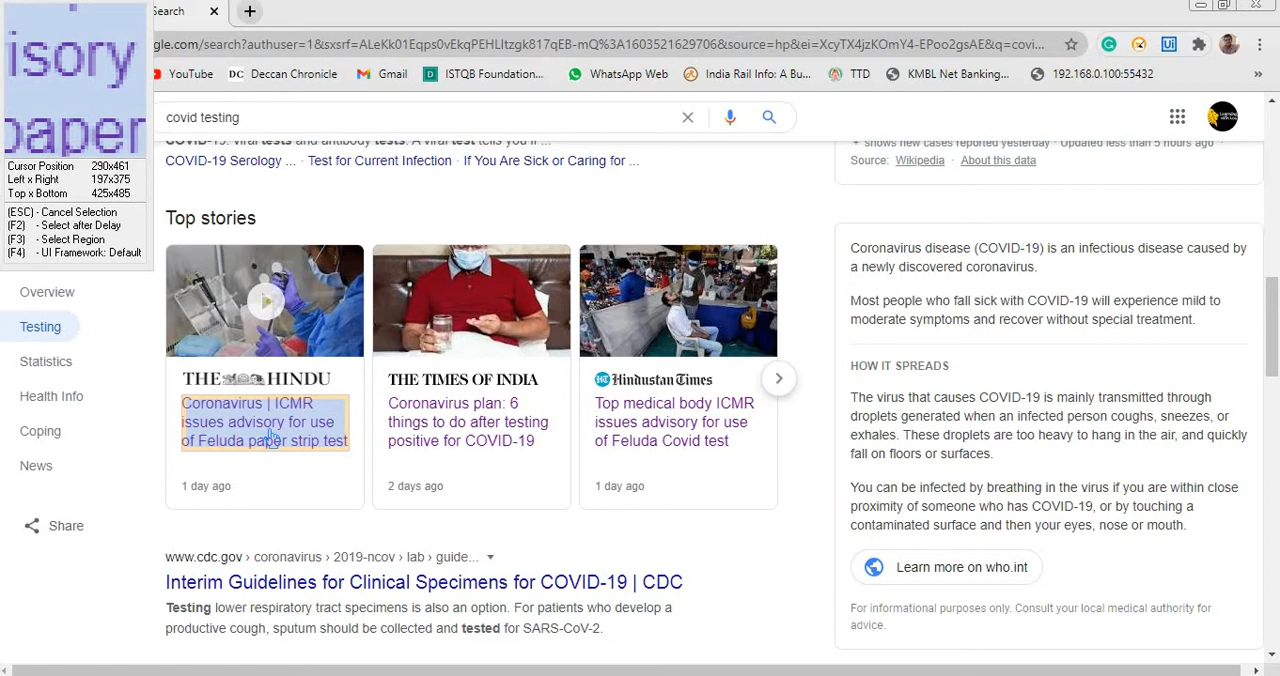 Search
isory
paper
Cursor Position 290x461
Left x Right 197x375
Top x Bottom 425x485
(ESC) - Cancel Selection
(F2) - Select after Delay
(F3) - Select Region
(F4) - UI Framework: Default
gle.com/search?authuser=1&sxsrf=
YouTube
DC Deccan Chronicle
Gmail
ISTQB Foundation...
WhatsApp Web
India Rail Info: A Bu...
TTD
KMBL Net Banking...
192.168.0.100:55432
»
covid testing
COVID-19. Viral tests and antibody tests. A viral test tells you if ...
COVID-19 Serology ... · Test for Current Infection · If You Are Sick or Caring for ...
+ shows new cases reported yesterday · Updated less than 5 hours ago ·
Source: Wikipedia · About this data
Overview
Testing
Statistics
Health Info
Coping
News
Share
Top stories
THE HINDU
Coronavirus | ICMR
issues advisory for use
of Feluda paper strip test
1 day ago
THE TIMES OF INDIA
Coronavirus plan: 6
things to do after testing
positive for COVID-19
2 days ago
ht Hindustan Times
Top medical body ICMR
issues advisory for use
of Feluda Covid test
1 day ago
www.cdc.gov › coronavirus › 2019-ncov › lab › guide...
Interim Guidelines for Clinical Specimens for COVID-19 | CDC
Testing lower respiratory tract specimens is also an option. For patients who develop a
productive cough, sputum should be collected and tested for SARS-CoV-2.
Coronavirus disease (COVID-19) is an infectious disease caused by
a newly discovered coronavirus.
Most people who fall sick with COVID-19 will experience mild to
moderate symptoms and recover without special treatment.
HOW IT SPREADS
The virus that causes COVID-19 is mainly transmitted through
droplets generated when an infected person coughs, sneezes, or
exhales. These droplets are too heavy to hang in the air, and quickly
fall on floors or surfaces.
You can be infected by breathing in the virus if you are within close
proximity of someone who has COVID-19, or by touching a
contaminated surface and then your eyes, nose or mouth.
Learn more on who.int
For informational purposes only. Consult your local medical authority for
advice.